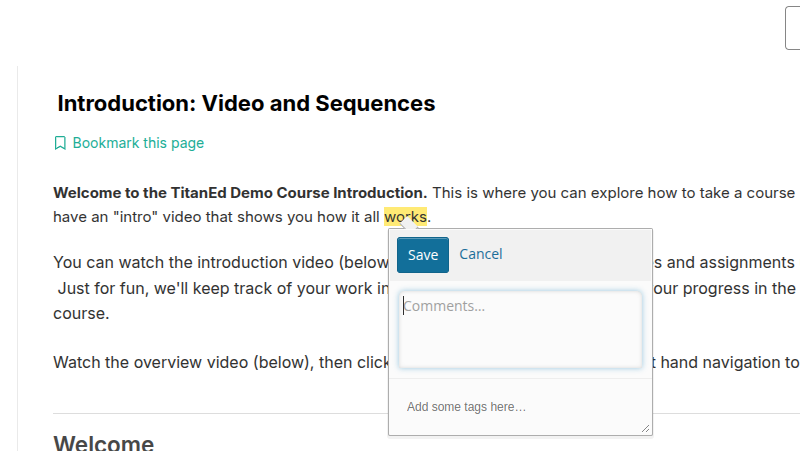 Introduction: Video and Sequences
Bookmark this page
Welcome to the TitanEd Demo Course Introduction. This is where you can explore how to take a course
have an "intro" video that shows you how it all works.
Save Cancel
You can watch the introduction video (below s and assignments
Comments...
Just for fun, we'll keep track of your work in our progress in the
course.
Watch the overview video (below), then click t hand navigation to
Add some tags here...
Welcome